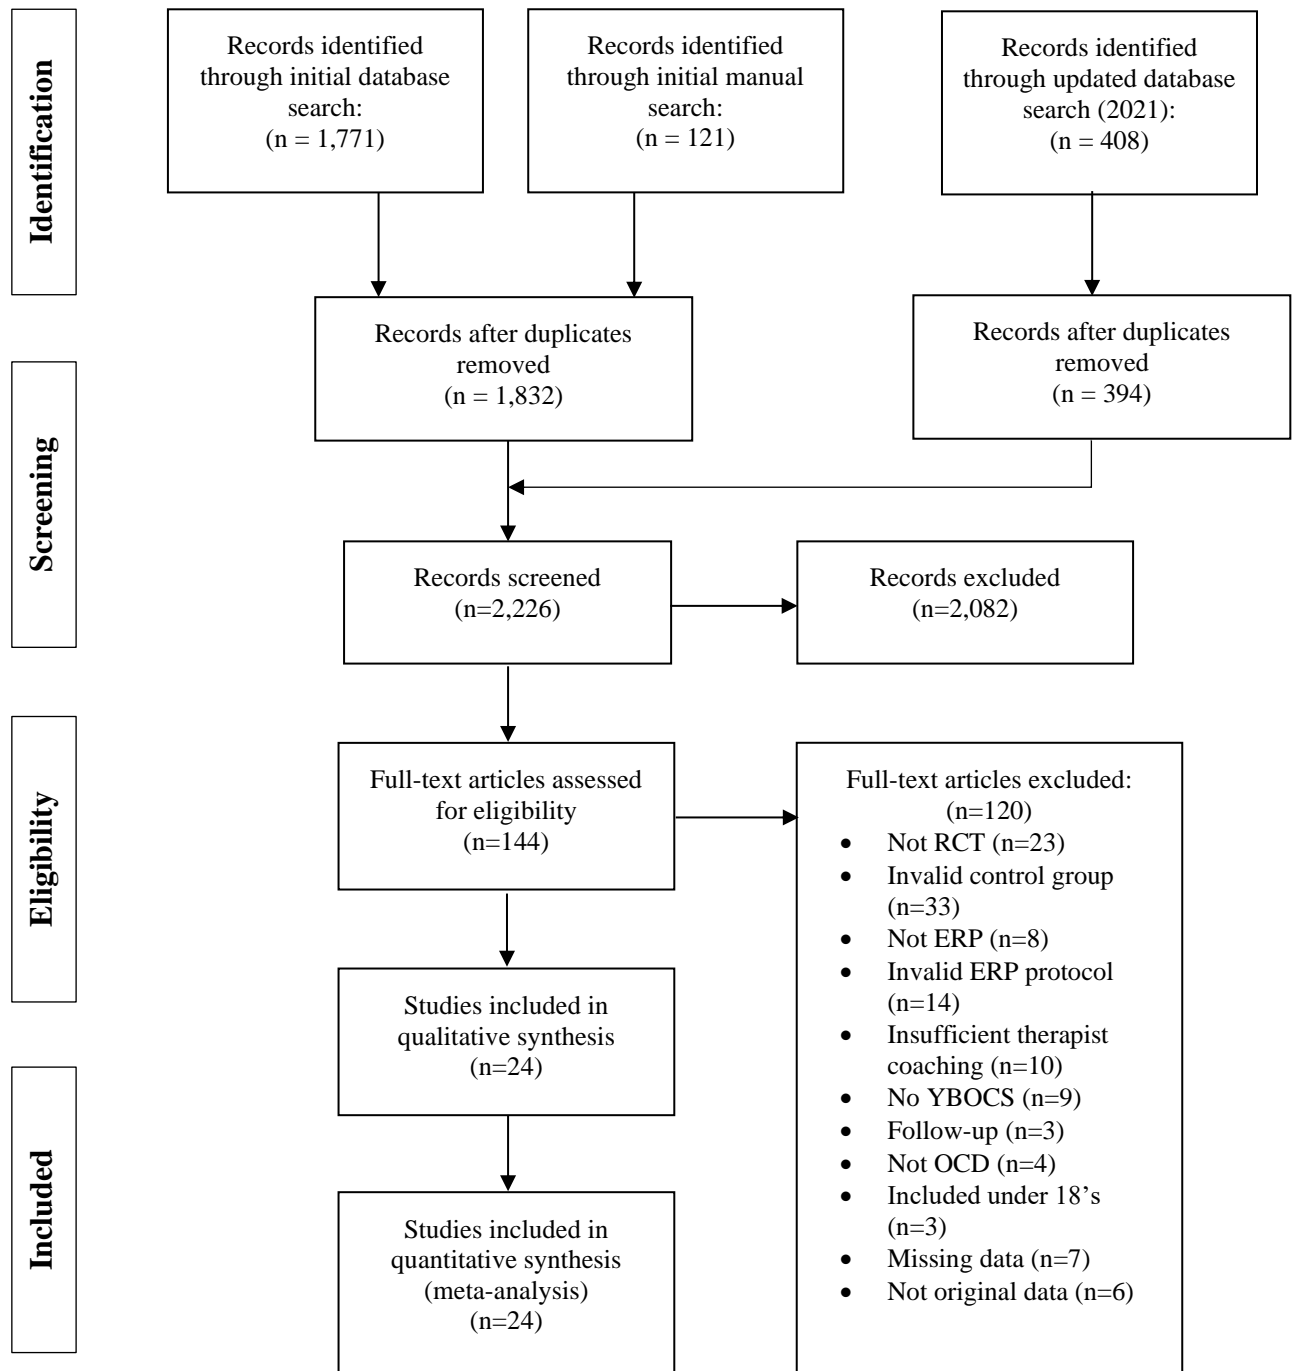 Identification
Records identified
through initial database
search:
(n = 1,771)
Records identified
through initial manual
search:
(n = 121)
Records identified
through updated database
search (2021):
(n = 408)
Records after duplicates
removed
(n = 1,832)
Records after duplicates
removed
(n = 394)
Screening
Records screened
(n=2,226)
Records excluded
(n=2,082)
Eligibility
Full-text articles assessed
for eligibility
(n=144)
Full-text articles excluded:
(n=120)
• Not RCT (n=23)
• Invalid control group
(n=33)
• Not ERP (n=8)
• Invalid ERP protocol
(n=14)
• Insufficient therapist
coaching (n=10)
• No YBOCS (n=9)
• Follow-up (n=3)
• Not OCD (n=4)
• Included under 18’s
(n=3)
• Missing data (n=7)
• Not original data (n=6)
Studies included in
qualitative synthesis
(n=24)
Included
Studies included in
quantitative synthesis
(meta-analysis)
(n=24)